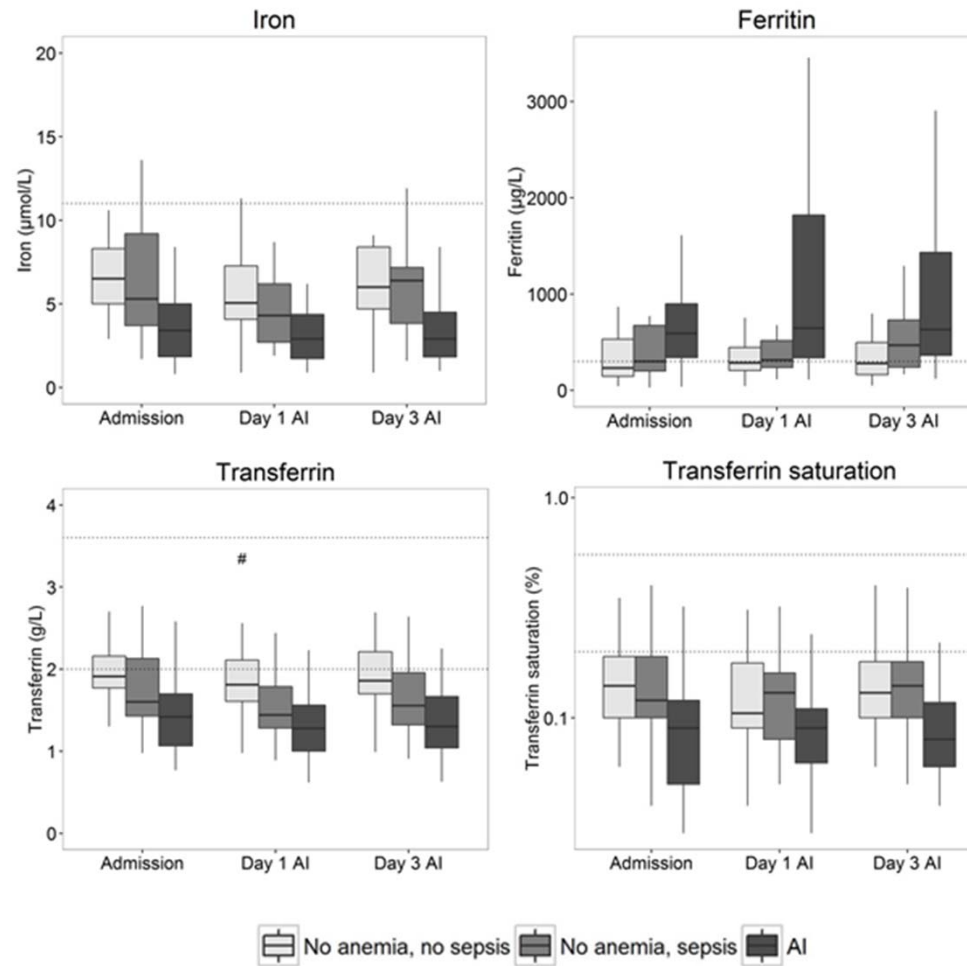 Iron
Iron (µmol/L)
20
15
10
5
0
Admission
Day 1 AI
Day 3 AI
Ferritin
Ferritin (µg/L)
3000
2000
1000
0
Admission
Day 1 AI
Day 3 AI
Transferrin
Transferrin (g/L)
4
3
2
1
0
#
Admission
Day 1 AI
Day 3 AI
Transferrin saturation
Transferrin saturation (%)
1.0
0.1
Admission
Day 1 AI
Day 3 AI
No anemia, no sepsis
No anemia, sepsis
AI